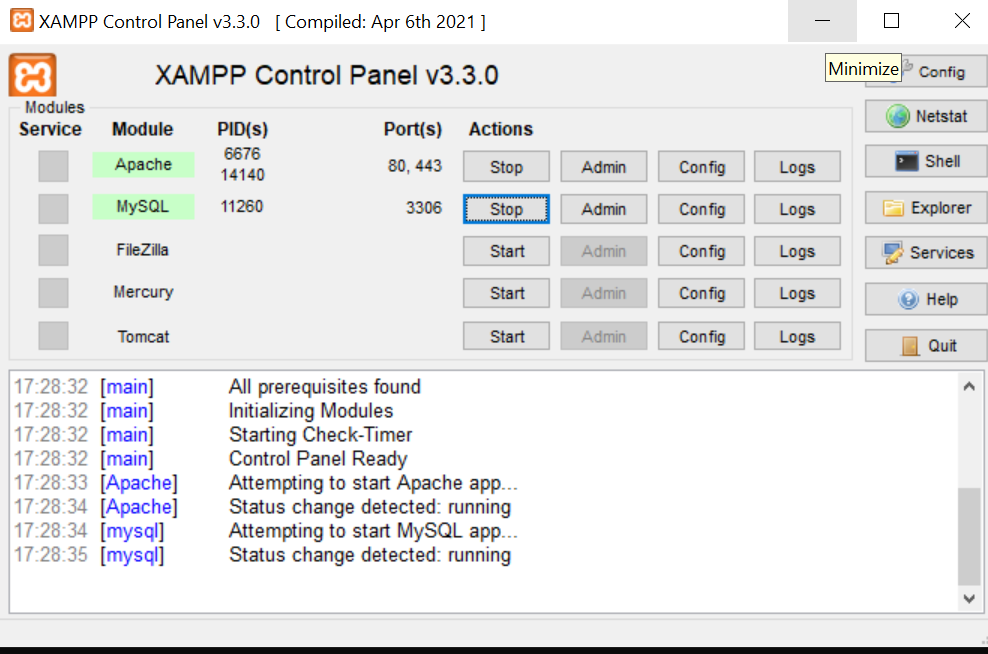 XAMPP Control Panel v3.3.0 [ Compiled: Apr 6th 2021 ]
Minimize
XAMPP Control Panel v3.3.0
Config
Modules
Service Module PID(s) Port(s) Actions
Netstat
Apache 6676 14140 80, 443 Stop Admin Config Logs
Shell
MySQL 11260 3306 Stop Admin Config Logs
Explorer
FileZilla Start Admin Config Logs
Services
Mercury Start Admin Config Logs
Help
Tomcat Start Admin Config Logs
Quit
17:28:32 [main] All prerequisites found
17:28:32 [main] Initializing Modules
17:28:32 [main] Starting Check-Timer
17:28:32 [main] Control Panel Ready
17:28:33 [Apache] Attempting to start Apache app...
17:28:34 [Apache] Status change detected: running
17:28:34 [mysql] Attempting to start MySQL app...
17:28:35 [mysql] Status change detected: running